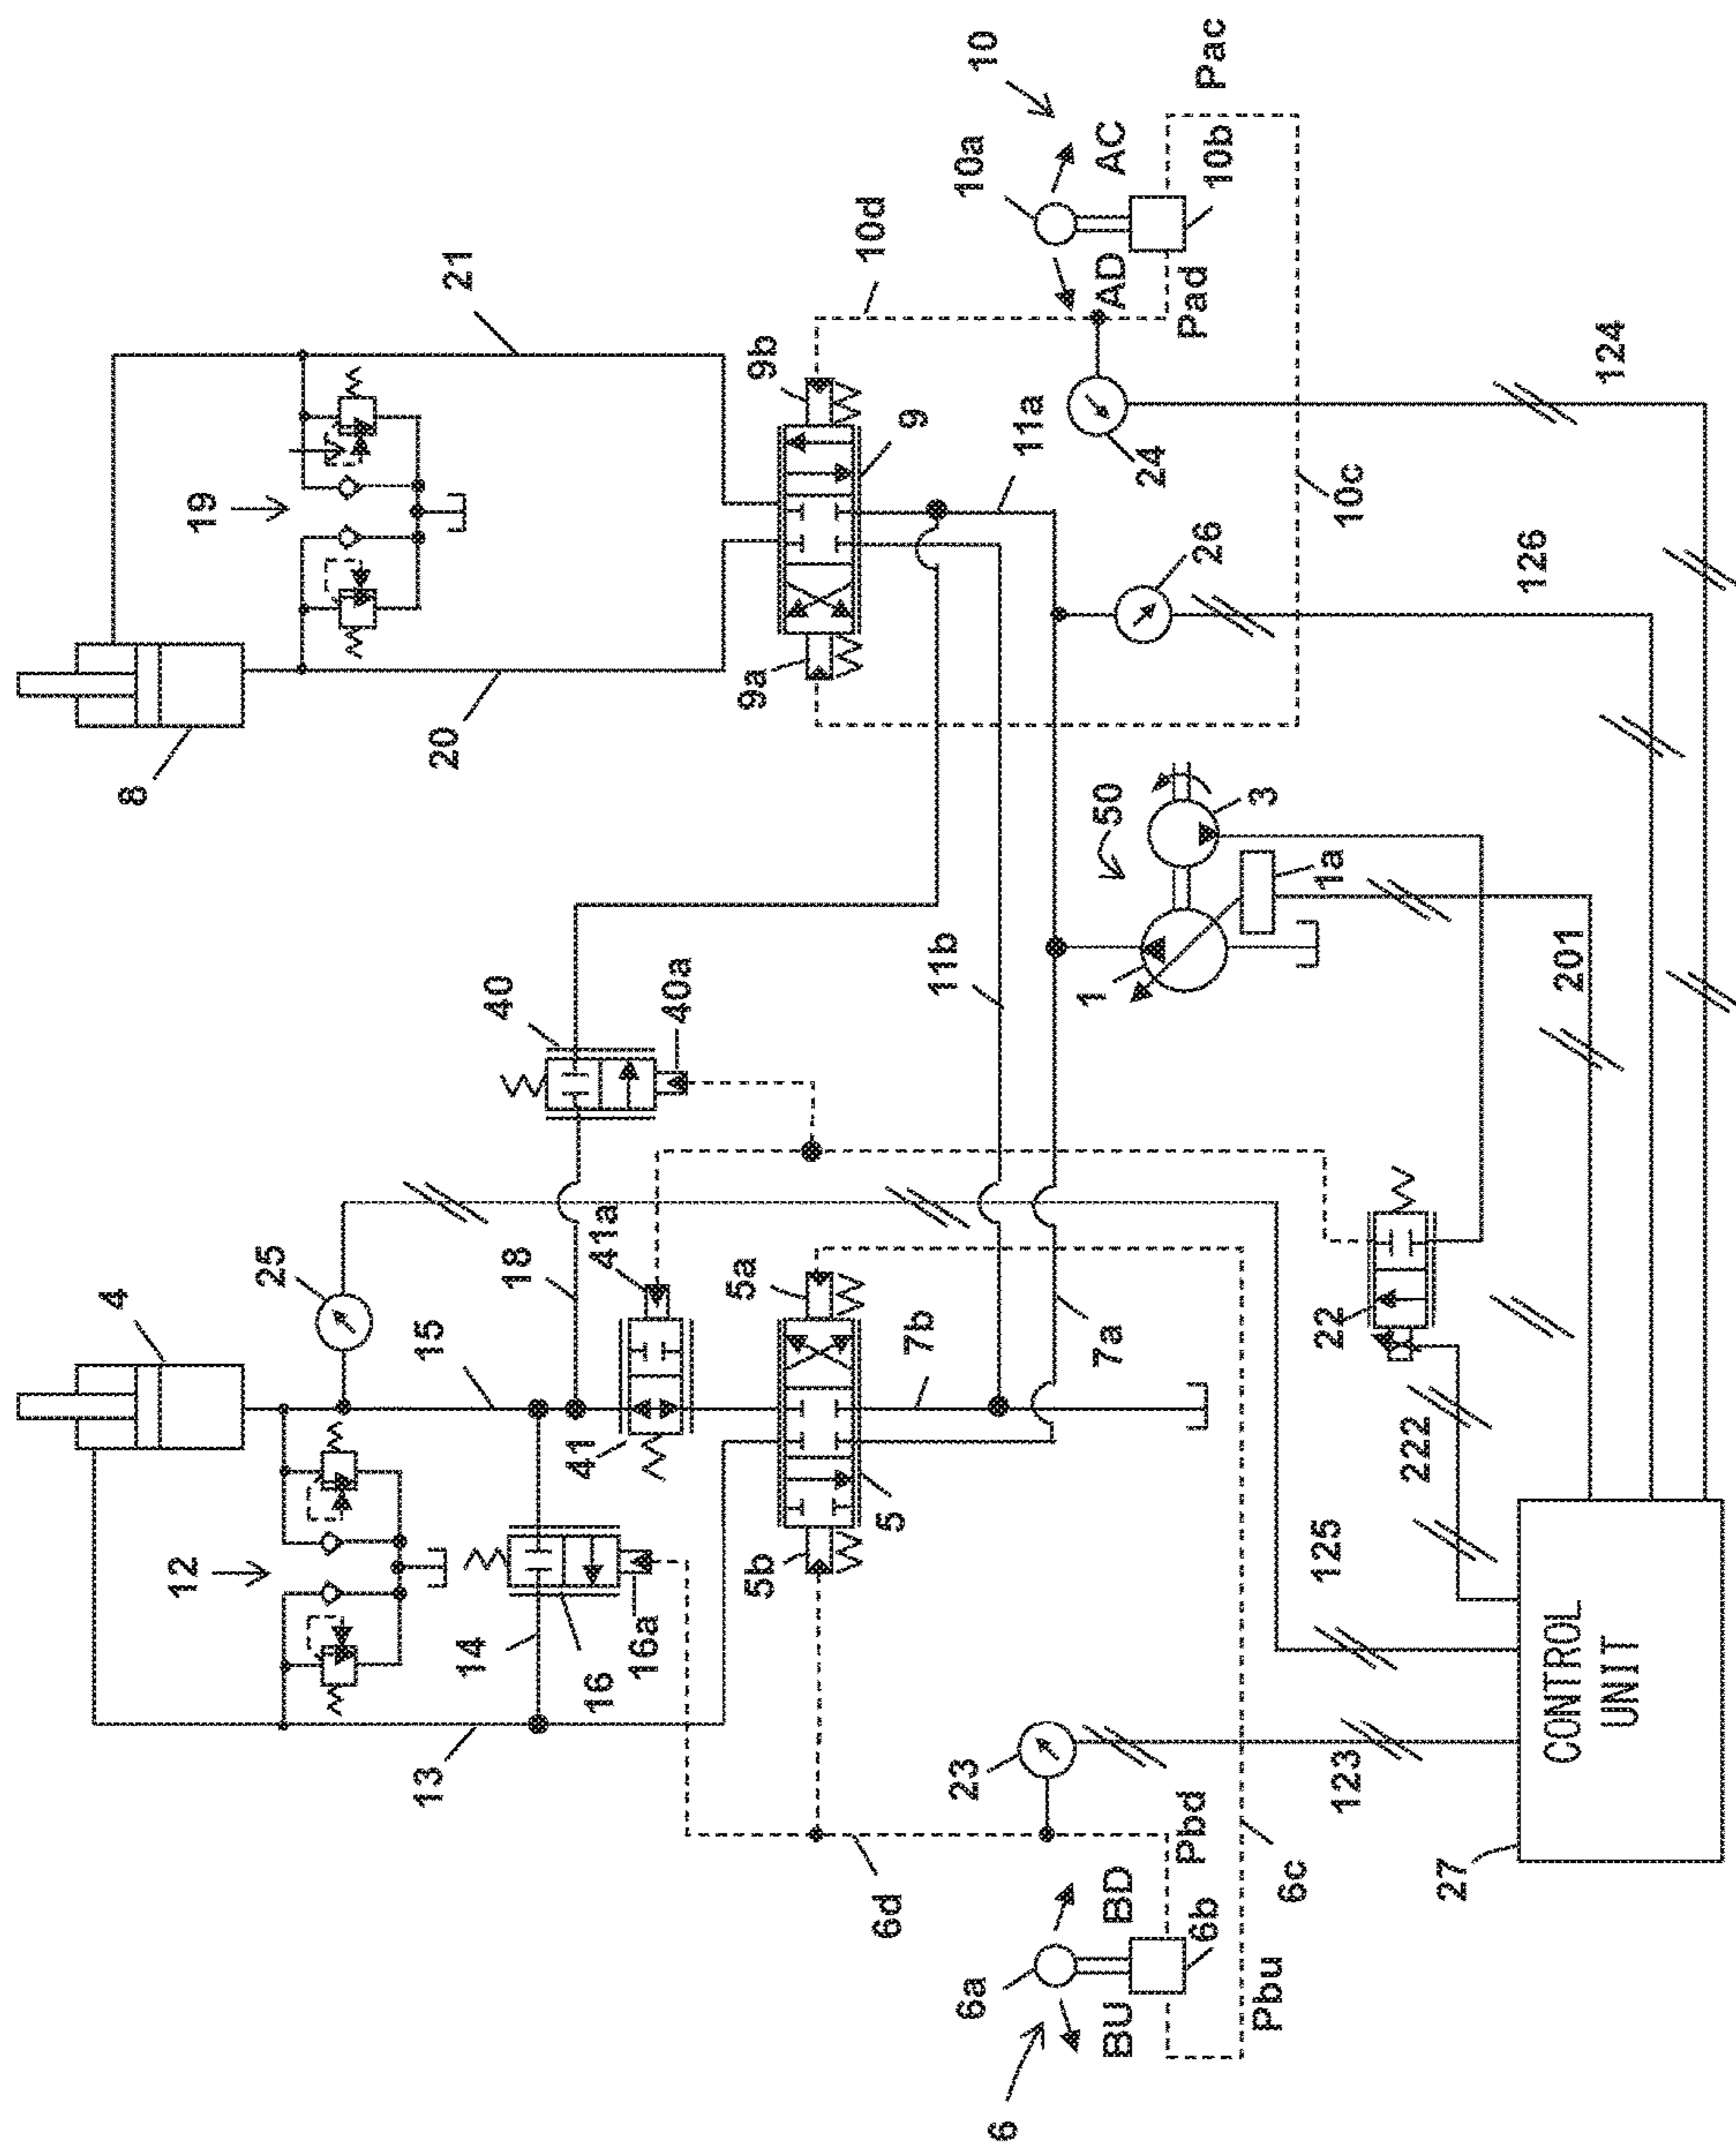 4
25
12
15
18
40
40a
41a
41
13
14
16
16a
5b
5a
5
7b
7a
11b
8
20
19
21
9a
9b
9
10d
11a
10
10a
AC
AD
Pad
Pac
10b
24
26
10c
124
126
50
3
1
1a
201
22
222
125
123
23
6d
6
6a
BU
BD
6b
Pbd
Pbu
6c
27
CONTROL
UNIT